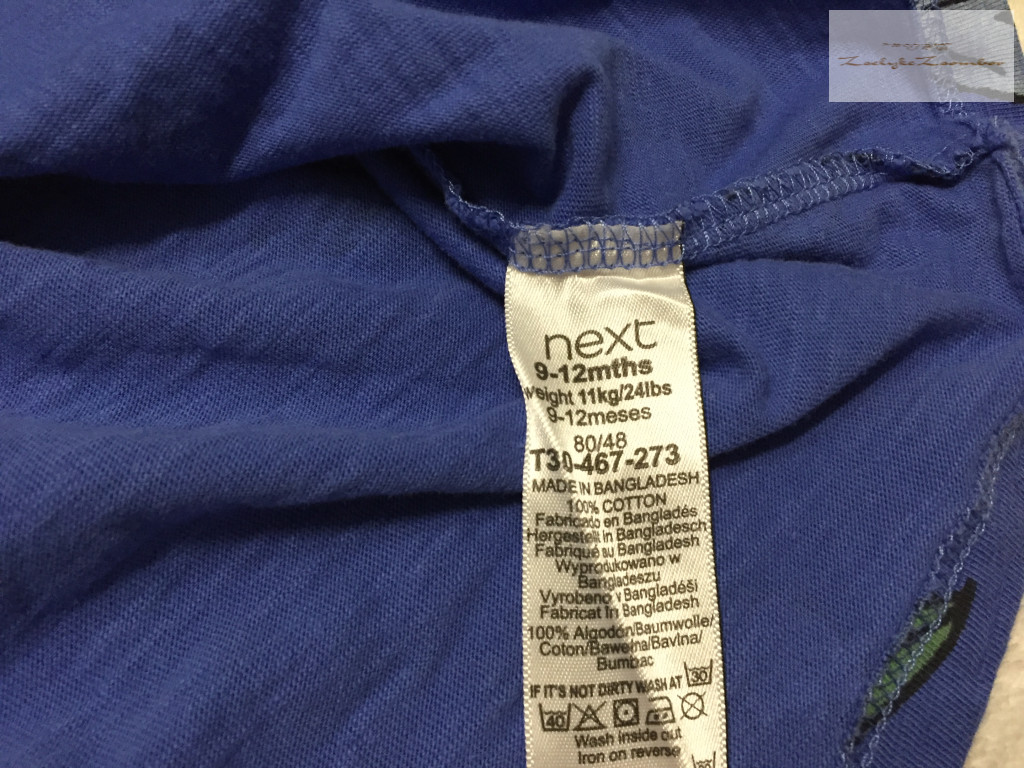 next
9-12mths
weight 11kg/24lbs
9-12meses
80/48
T30-467-273
MADE IN BANGLADESH
100% COTTON
Fabricado en Bangladés
Hergestellt in Bangladesch
Fabriqué au Bangladesh
Wyprodukowano w
Bangladeszu
Vyrobeno v Bangladéši
Fabricat în Bangladesh
100% Algodón/Baumwolle/
Coton/Bawełna/Bavlna/
Bumbac
IF IT'S NOT DIRTY WASH AT 30
40
Wash inside out
Iron on reverse